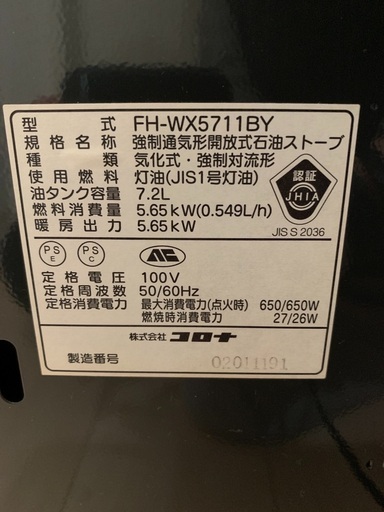 型式 FH-WX5711BY
規格名称 強制通気形開放式石油ストーブ
種類 気化式・強制対流形
使用燃料 灯油(JIS1号灯油)
油タンク容量 7.2L
燃料消費量 5.65kW(0.549L/h)
暖房出力 5.65kW
認証
JHIA
JIS S 2036
PS E
PS C
定格電圧 100V
定格周波数 50/60Hz
定格消費電力 最大消費電力(点火時) 650/650W
燃焼時消費電力 27/26W
株式会社 コロナ
製造番号 02011191